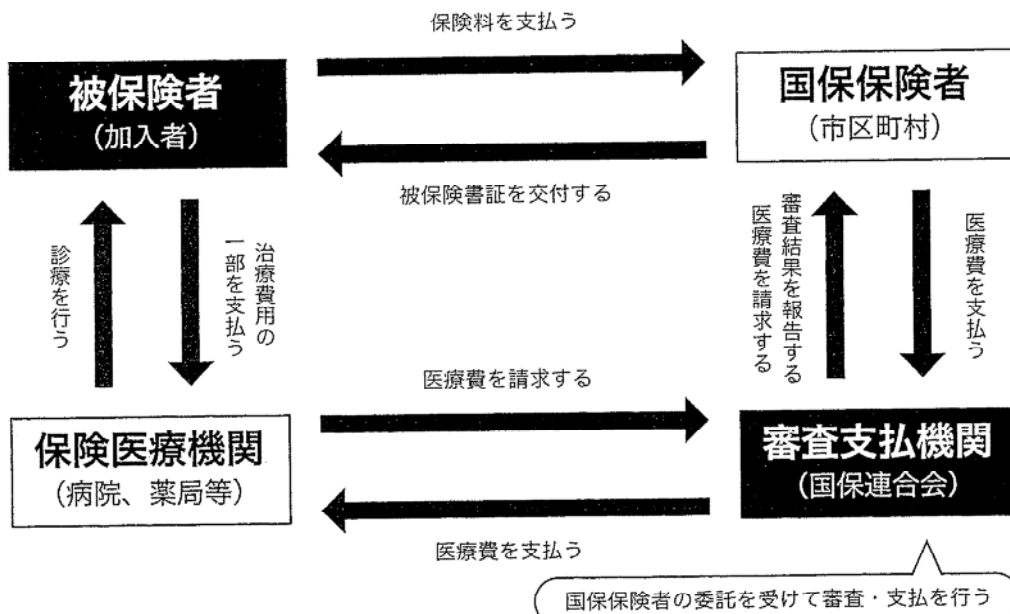 保険料を支払う
被保険者
(加入者)
国保保険者
(市区町村)
被保険書証を交付する
診療を行う
治療費用の
一部を支払う
審査結果を報告する
医療費を請求する
医療費を支払う
医療費を請求する
保険医療機関
(病院、薬局等)
審査支払機関
(国保連合会)
医療費を支払う
国保保険者の委託を受けて審査・支払を行う